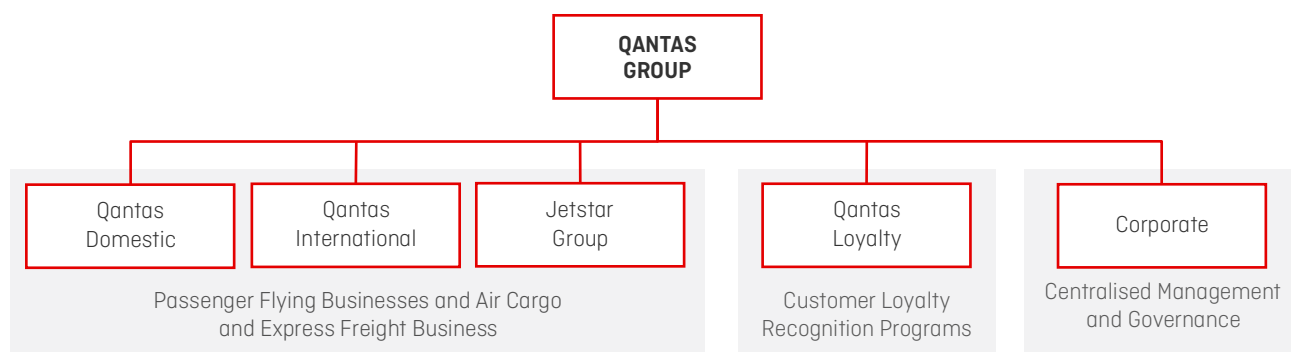 QANTAS
GROUP
Qantas
Domestic
Qantas
International
Jetstar
Group
Qantas
Loyalty
Corporate
Passenger Flying Businesses and Air Cargo
and Express Freight Business
Customer Loyalty
Recognition Programs
Centralised Management
and Governance